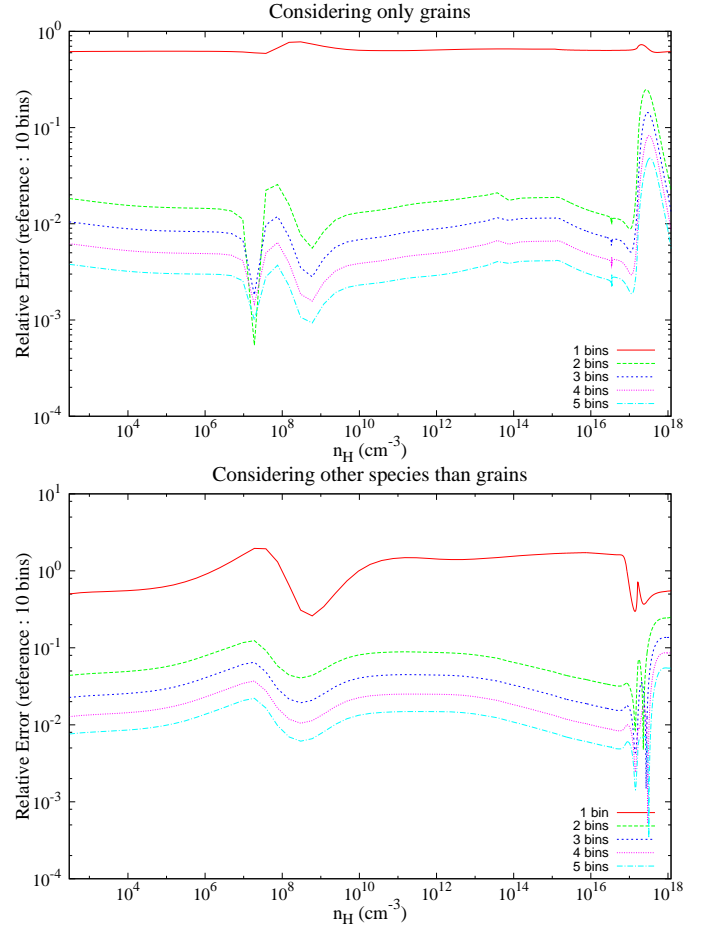 Considering only grains
Relative Error (reference : 10 bins)
10^0
10^-1
10^-2
10^-3
10^-4
1 bins
2 bins
3 bins
4 bins
5 bins
10^4 10^6 10^8 10^10 10^12 10^14 10^16 10^18
n_H (cm^-3)
Considering other species than grains
Relative Error (reference : 10 bins)
10^1
10^0
10^-1
10^-2
10^-3
10^-4
1 bin
2 bins
3 bins
4 bins
5 bins
10^4 10^6 10^8 10^10 10^12 10^14 10^16 10^18
n_H (cm^-3)